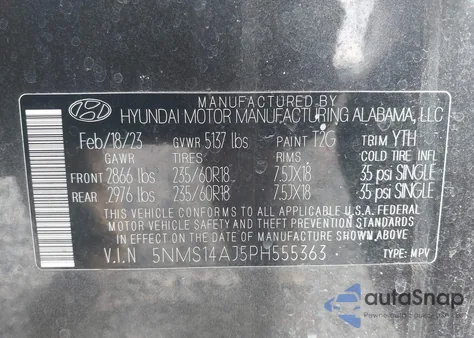 MANUFACTURED BY
HYUNDAI MOTOR MANUFACTURING ALABAMA, LLC
Feb/18/23 GVWR 5137 lbs PAINT T2G TRIM YTH
GAWR TIRES RIMS COLD TIRE INFL
FRONT 2866 lbs 235/60R18 7.5JX18 35 psi SINGLE
REAR 2976 lbs 235/60R18 7.5JX18 35 psi SINGLE
THIS VEHICLE CONFORMS TO ALL APPLICABLE U.S.A. FEDERAL
MOTOR VEHICLE SAFETY AND THEFT PREVENTION STANDARDS
IN EFFECT ON THE DATE OF MANUFACTURE SHOWN ABOVE.
V.I.N 5NMS14AJ5PH555363 TYPE: MPV
autoSnap